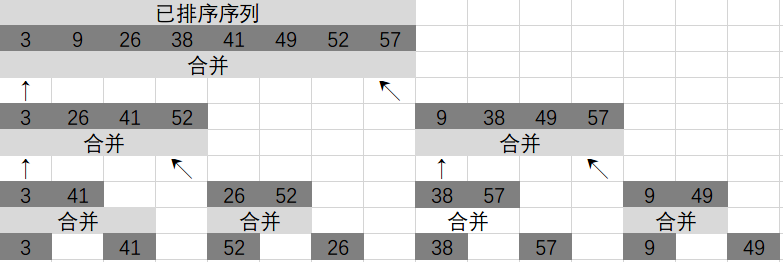 已排序序列
3 9 26 38 41 49 52 57
合并
3 26 41 52 9 38 49 57
合并 合并
3 41 26 52 38 57 9 49
合并 合并 合并 合并
3 41 52 26 38 57 9 49